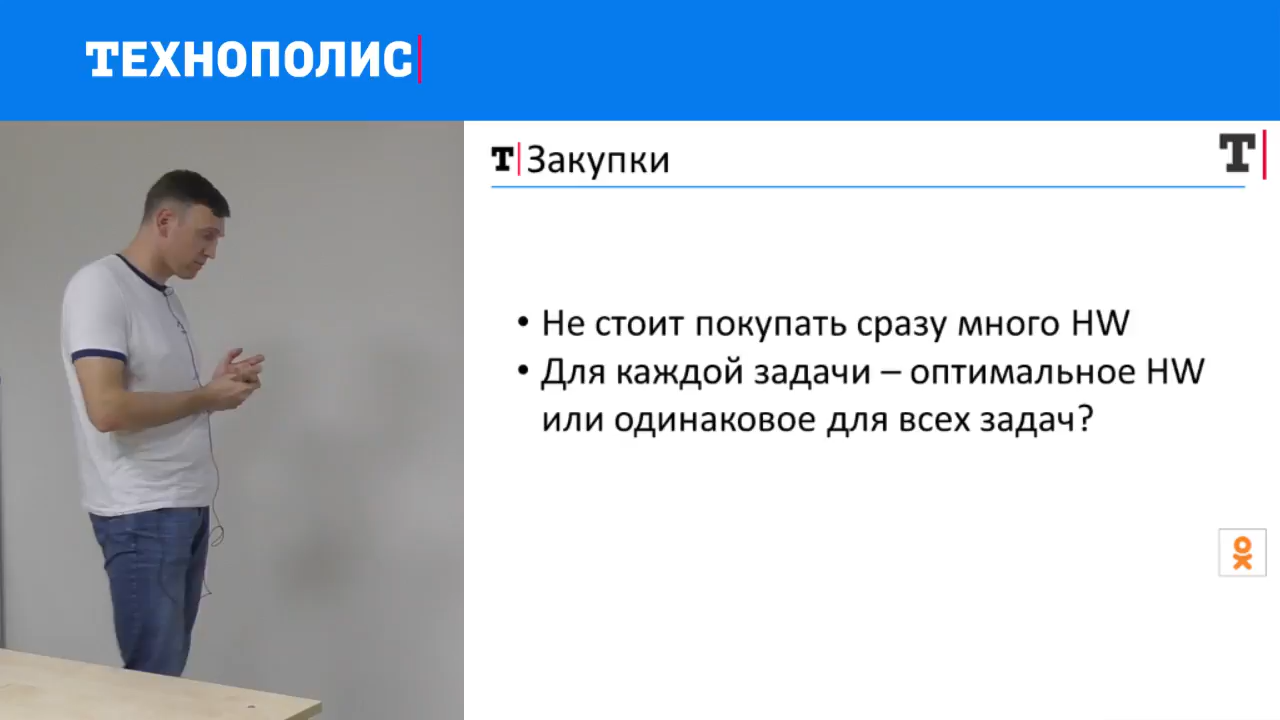 ТЕХНОПОЛИС
Т Закупки
Т
• Не стоит покупать сразу много HW
• Для каждой задачи – оптимальное HW
или одинаковое для всех задач?